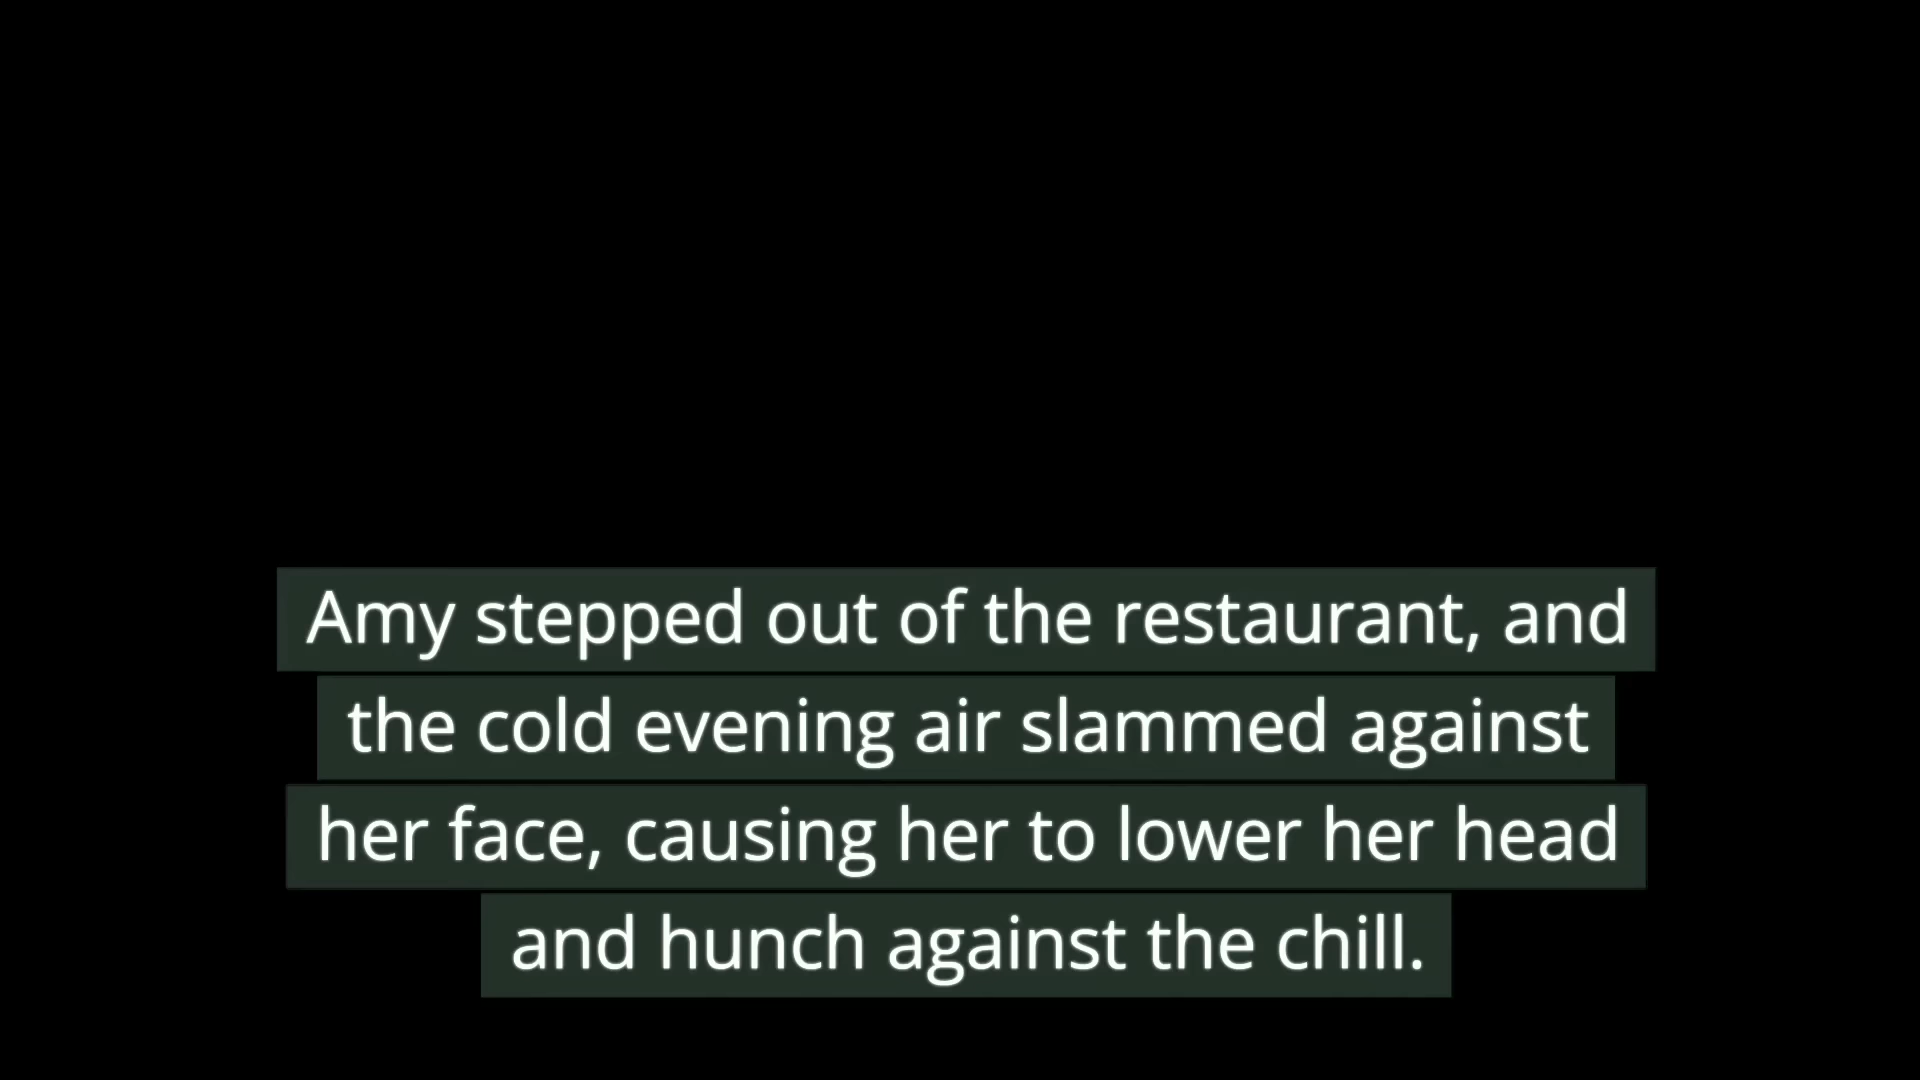 Amy stepped out of the restaurant, and
the cold evening air slammed against
her face, causing her to lower her head
and hunch against the chill.